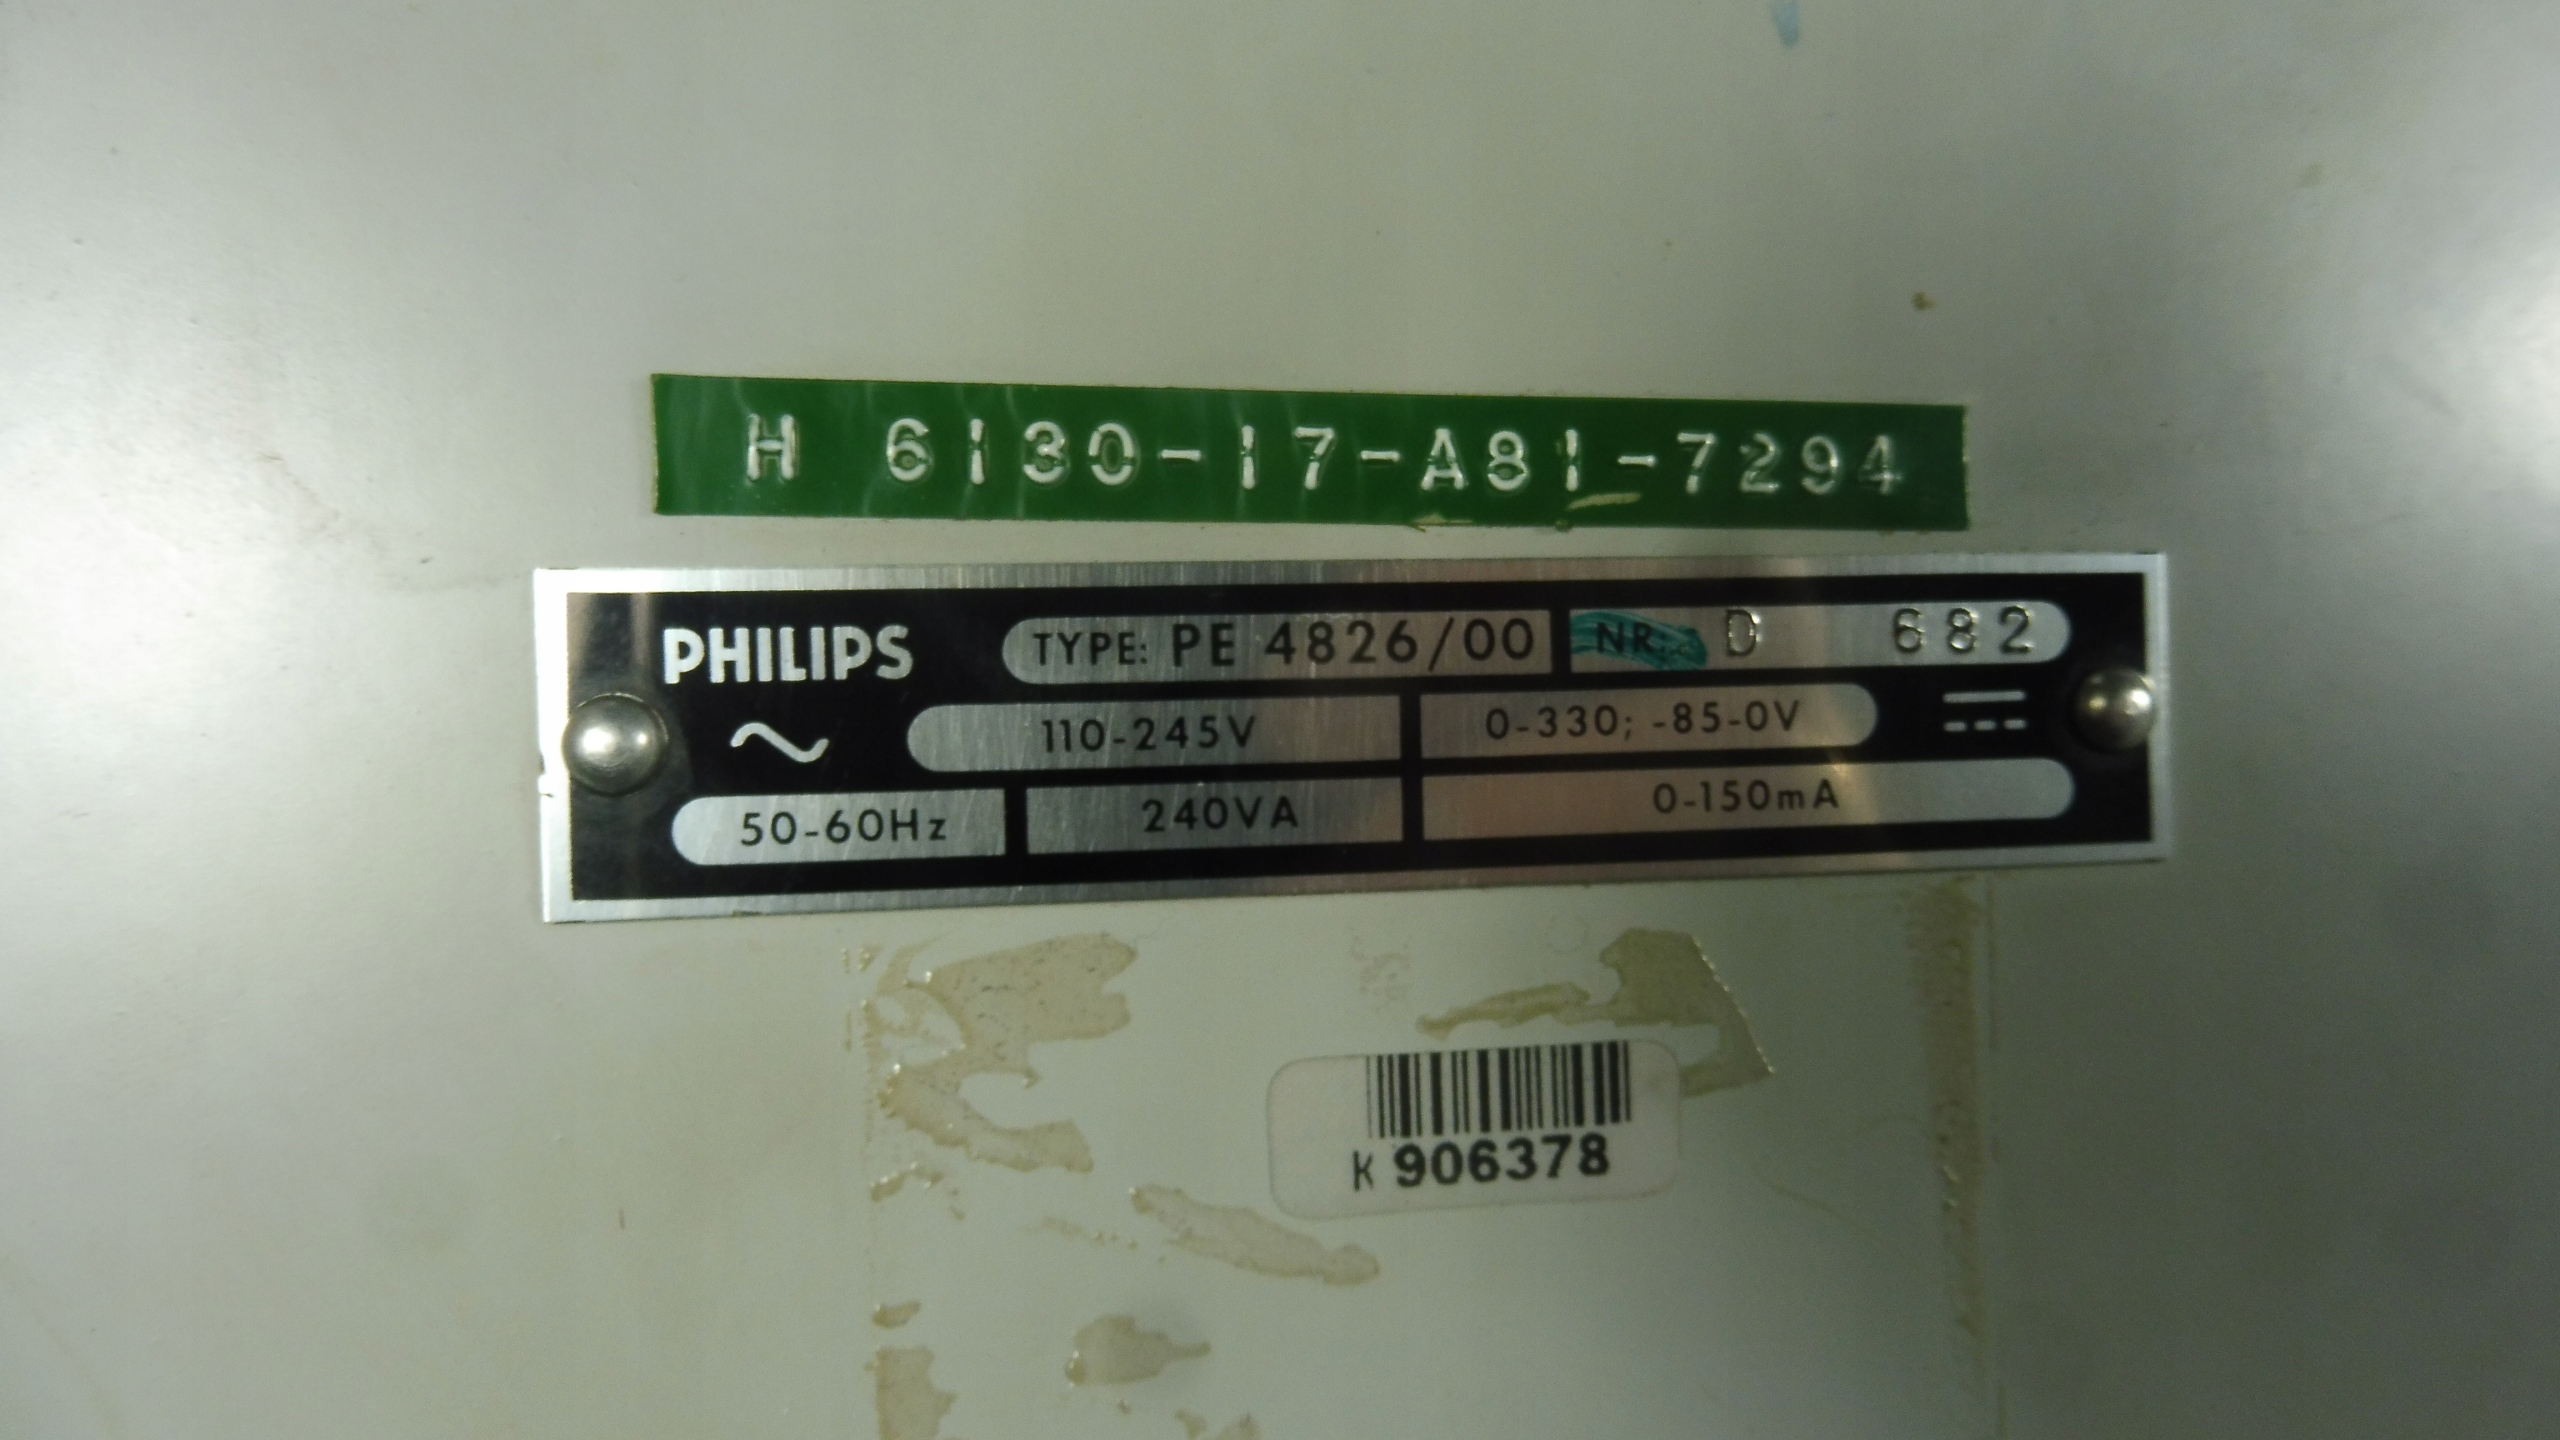 H 6130-17-A81-7294
PHILIPS TYPE: PE 4826/00 NR: D 682
110-245V 0-330; -85-0V
50-60Hz 240VA 0-150mA
K 906378